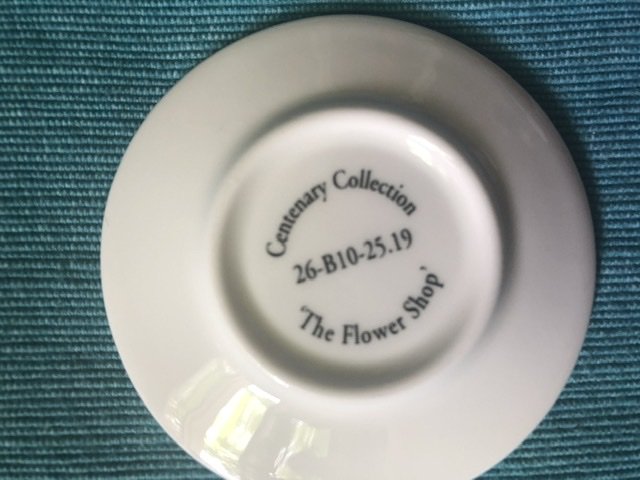 Centenary Collection
26-B10-25.19
'The Flower Shop'